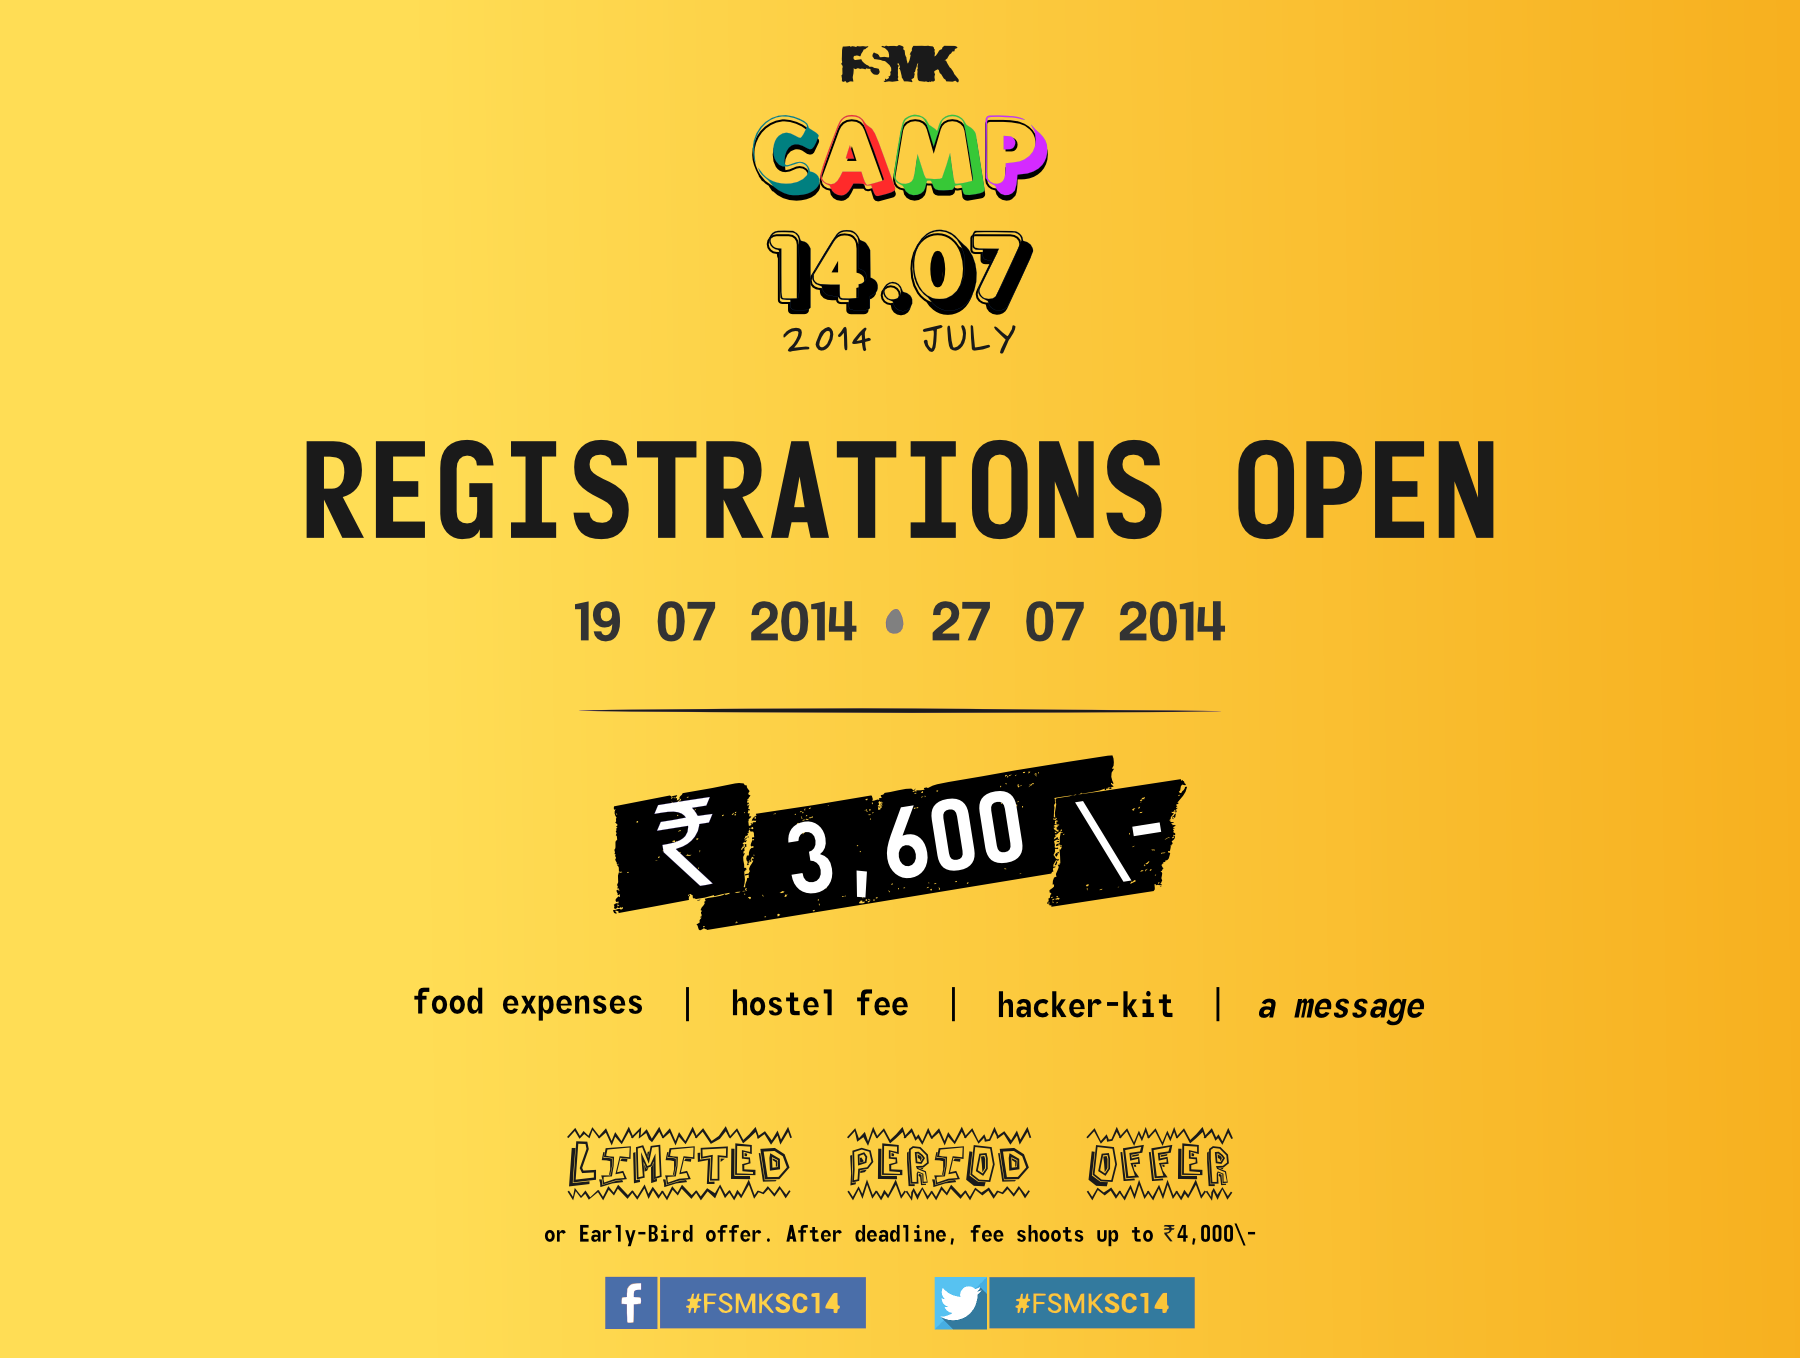 FSMK
CAMP
14.07
2014 JULY
REGISTRATIONS OPEN
19 07 2014 27 07 2014
₹ 3,600 \-
food expenses | hostel fee | hacker-kit | a message
LIMITED PERIOD OFFER
or Early-Bird offer. After deadline, fee shoots up to ₹4,000\-
f #FSMKSC14 #FSMKSC14